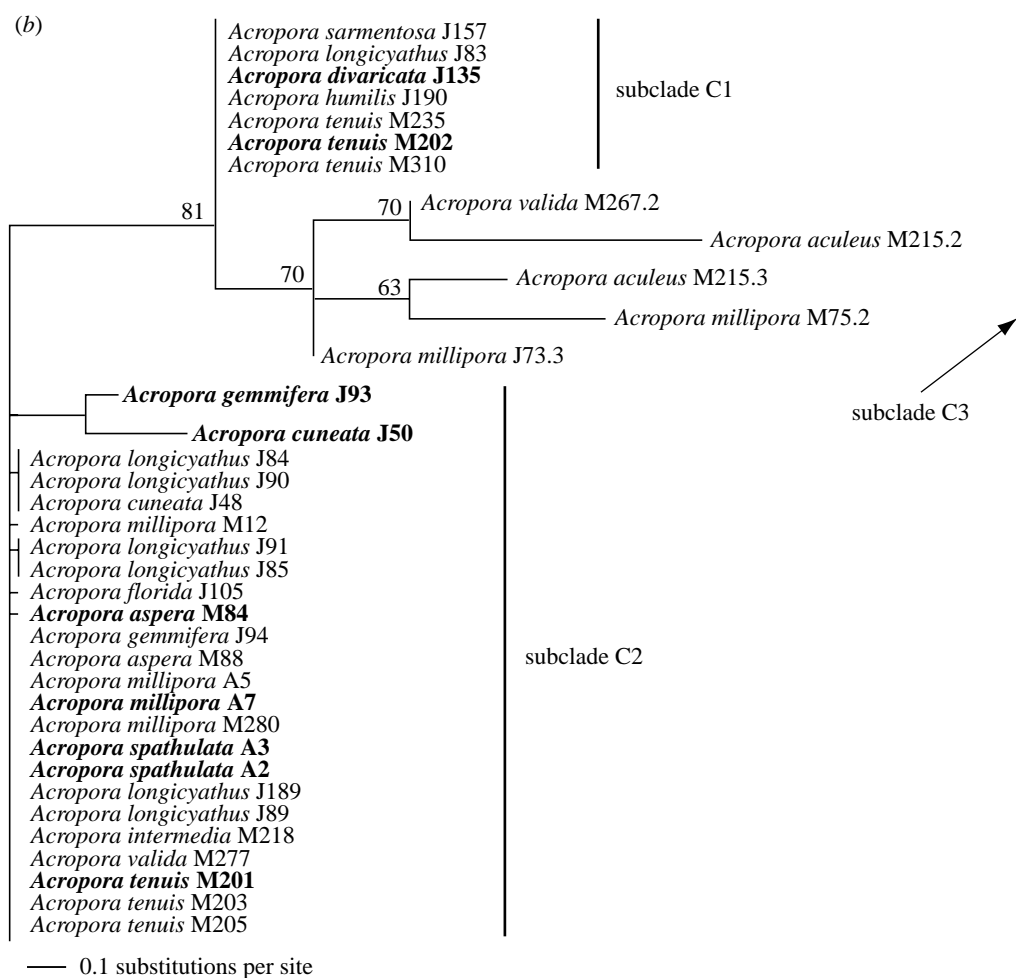 (b)
Acropora sarmentosa J157
Acropora longicyathus J83
Acropora divaricata J135
Acropora humilis J190
Acropora tenuis M235
Acropora tenuis M202
Acropora tenuis M310
subclade C1
81
70
Acropora valida M267.2
Acropora aculeus M215.2
70
63
Acropora aculeus M215.3
Acropora millipora M75.2
Acropora millipora J73.3
subclade C3
Acropora gemmifera J93
Acropora cuneata J50
Acropora longicyathus J84
Acropora longicyathus J90
Acropora cuneata J48
Acropora millipora M12
Acropora longicyathus J91
Acropora longicyathus J85
Acropora florida J105
Acropora aspera M84
Acropora gemmifera J94
Acropora aspera M88
Acropora millipora A5
Acropora millipora A7
Acropora millipora M280
Acropora spathulata A3
Acropora spathulata A2
Acropora longicyathus J189
Acropora longicyathus J89
Acropora intermedia M218
Acropora valida M277
Acropora tenuis M201
Acropora tenuis M203
Acropora tenuis M205
subclade C2
0.1 substitutions per site